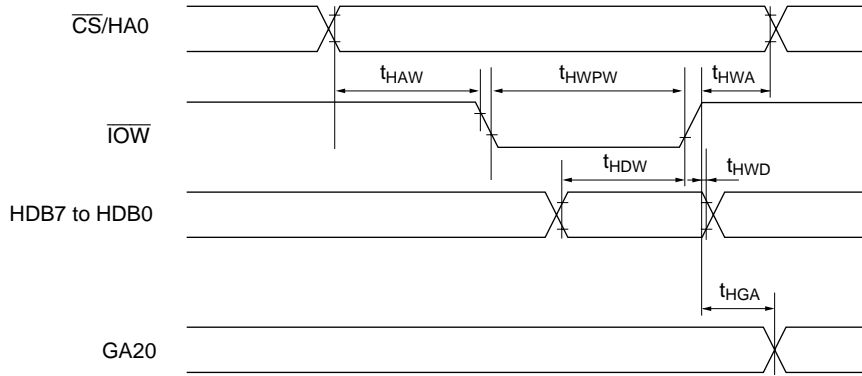 CS/HA0
tHAW
tHWPW
tHWA
IOW
tHDW
tHWD
HDB7 to HDB0
tHGA
GA20